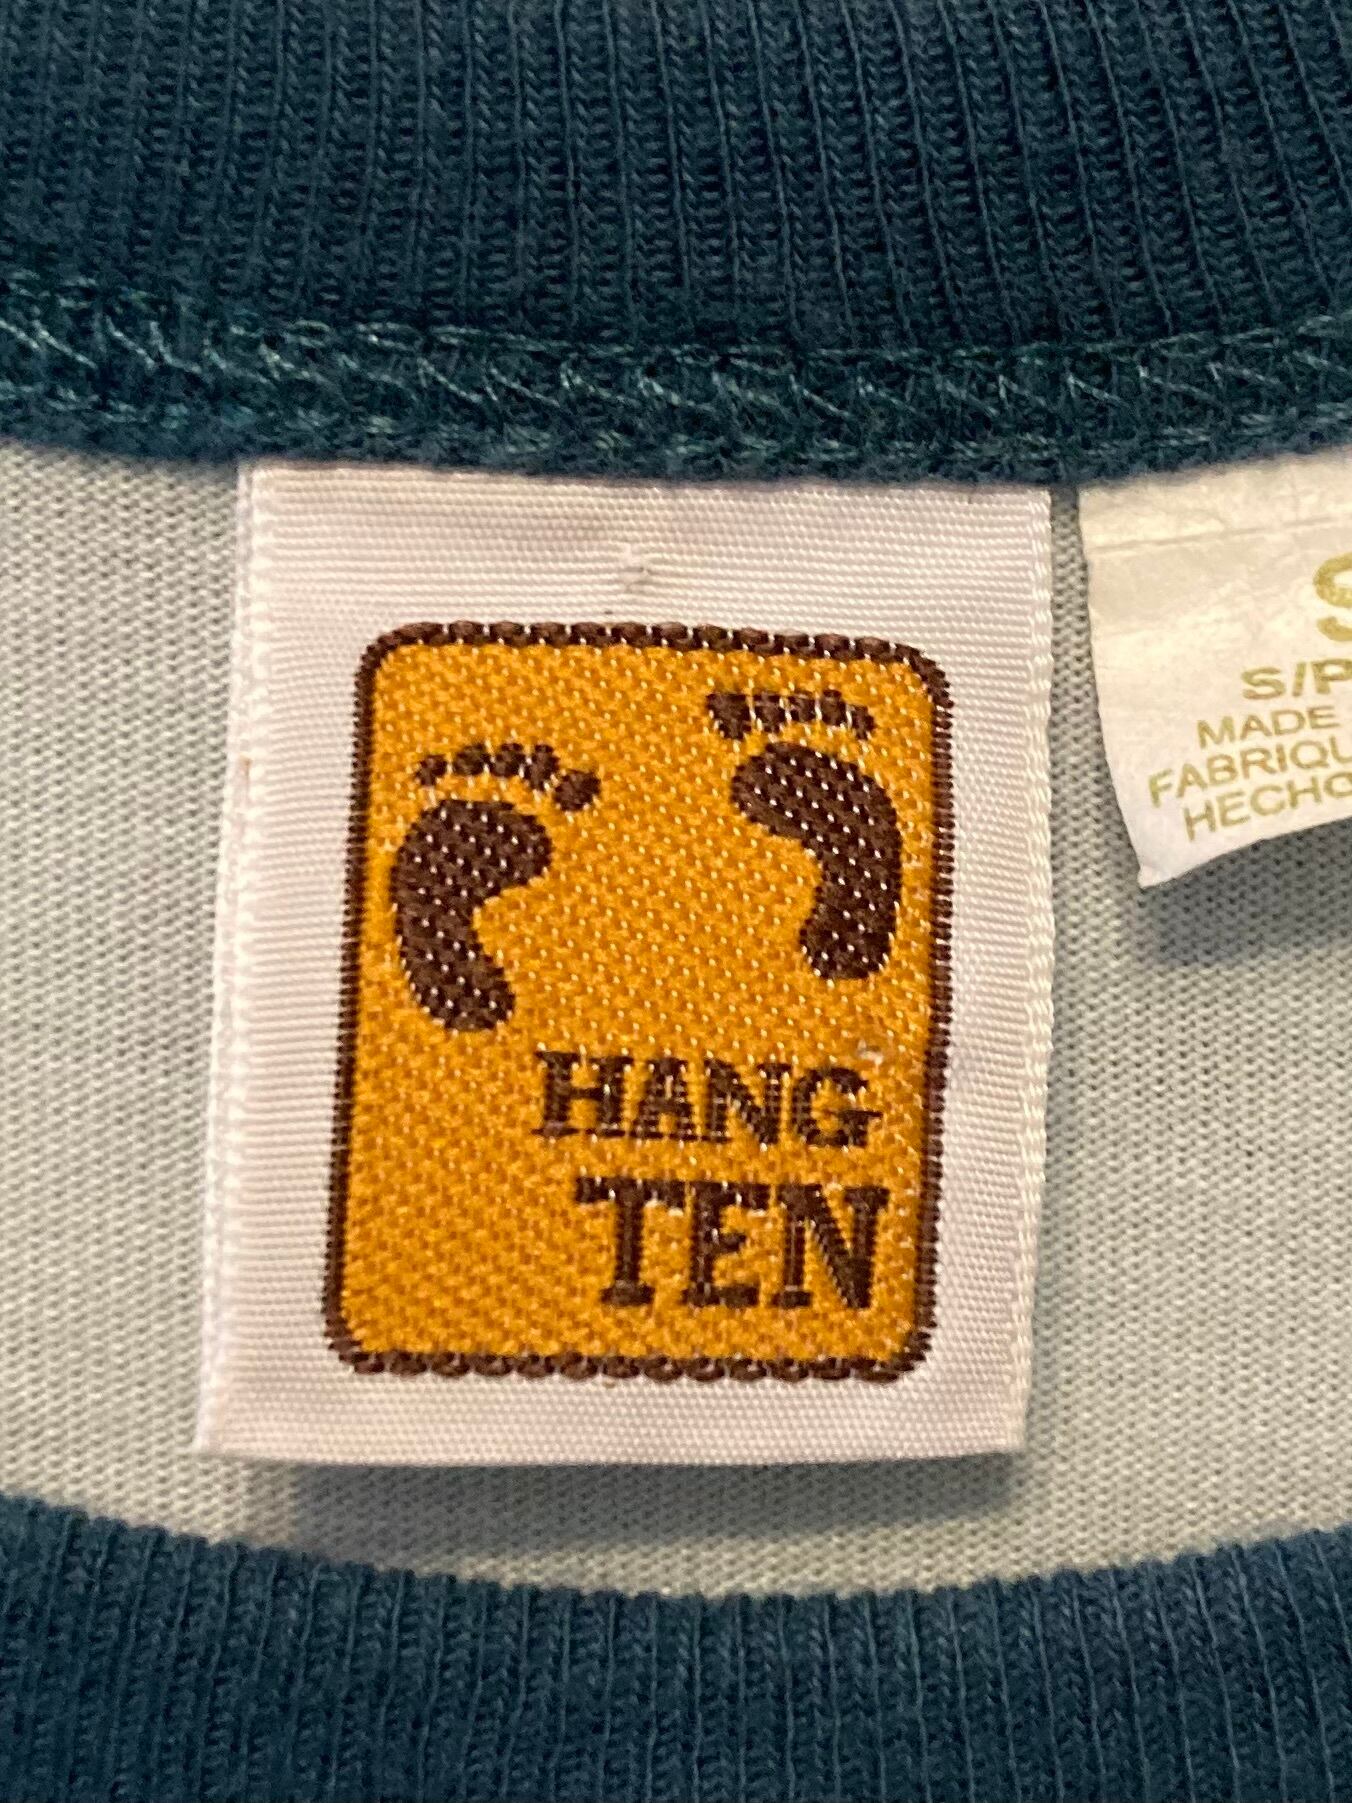 HANG
TEN
S
S/P
MADE
FABRIQU
HECHO